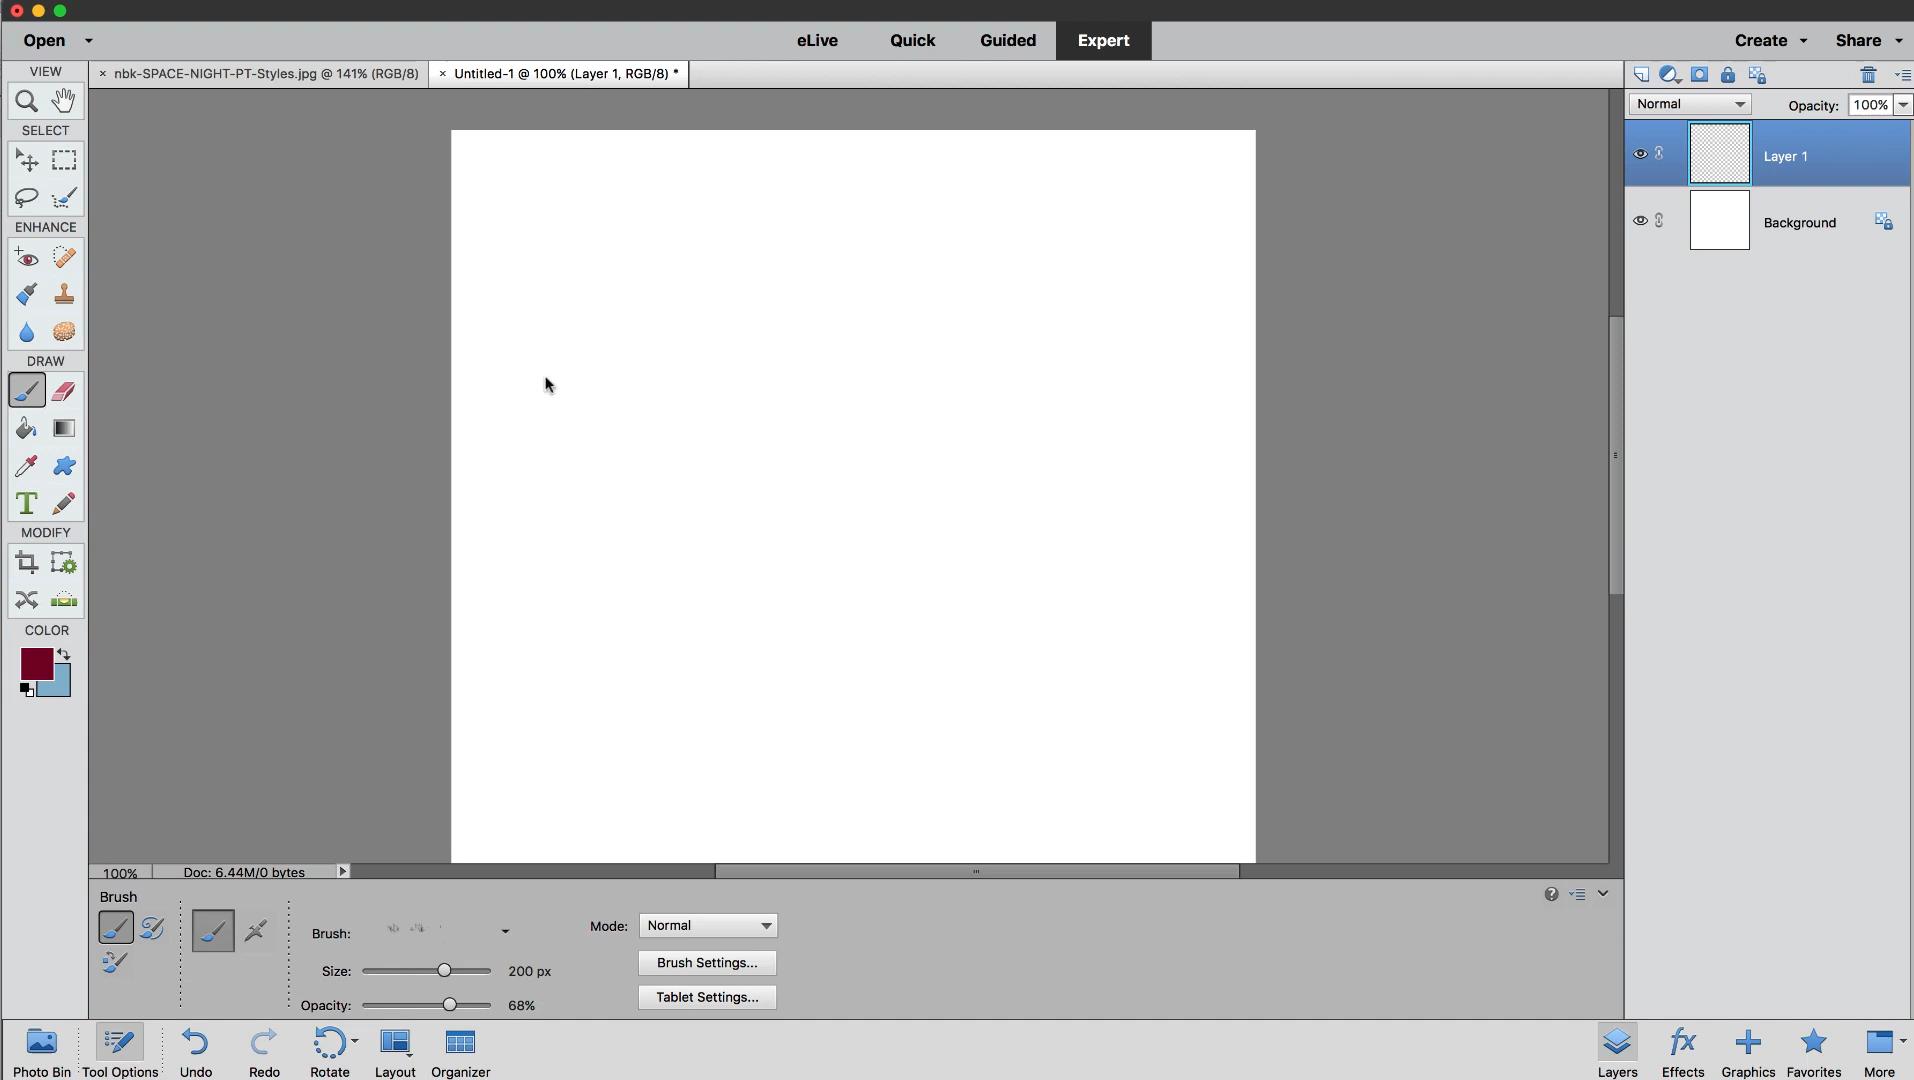 Open
eLive
Quick
Guided
Expert
Create
Share
VIEW
× nbk-SPACE-NIGHT-PT-Styles.jpg @ 141% (RGB/8)
× Untitled-1 @ 100% (Layer 1, RGB/8) *
Normal
Opacity: 100%
SELECT
Layer 1
Background
ENHANCE
DRAW
T
MODIFY
COLOR
100%
Doc: 6.44M/0 bytes
Brush
Brush:
Mode: Normal
Brush Settings...
Size: 200 px
Tablet Settings...
Opacity: 68%
Photo Bin
Tool Options
Undo
Redo
Rotate
Layout
Organizer
fx
Layers
Effects
Graphics
Favorites
More